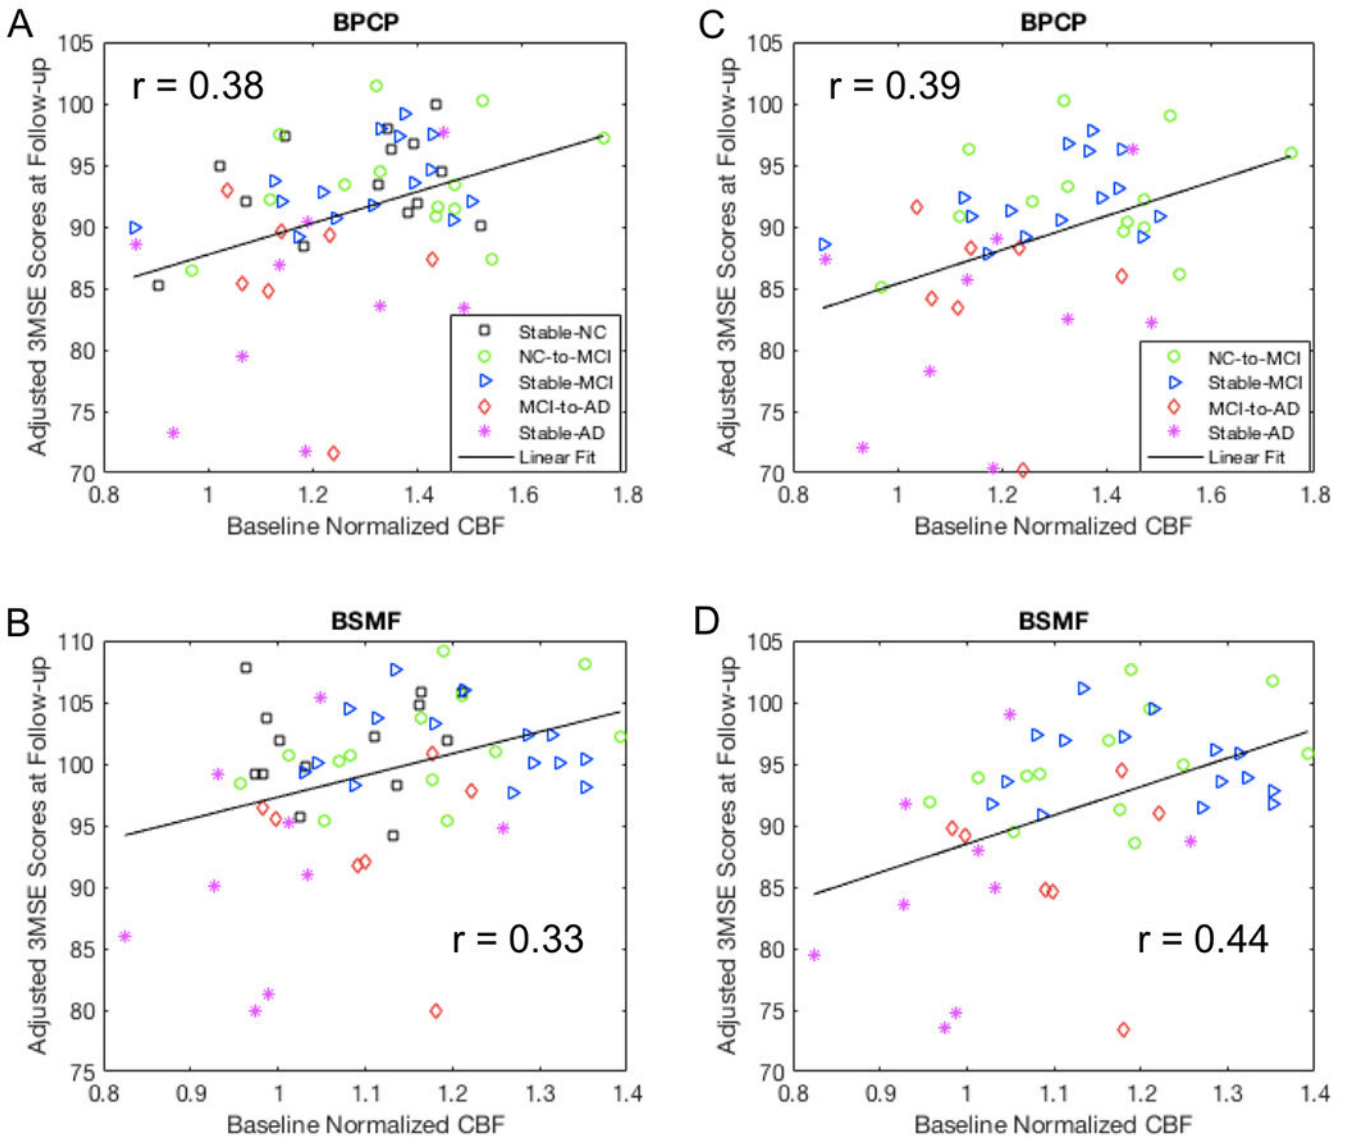 A
BPCP
r = 0.38
Adjusted 3MSE Scores at Follow-up
105
100
95
90
85
80
75
70
Stable-NC
NC-to-MCI
Stable-MCI
MCI-to-AD
Stable-AD
Linear Fit
0.8 1 1.2 1.4 1.6 1.8
Baseline Normalized CBF
C
BPCP
r = 0.39
Adjusted 3MSE Scores at Follow-up
105
100
95
90
85
80
75
70
NC-to-MCI
Stable-MCI
MCI-to-AD
Stable-AD
Linear Fit
0.8 1 1.2 1.4 1.6 1.8
Baseline Normalized CBF
B
BSMF
Adjusted 3MSE Scores at Follow-up
110
105
100
95
90
85
80
75
r = 0.33
0.8 0.9 1 1.1 1.2 1.3 1.4
Baseline Normalized CBF
D
BSMF
Adjusted 3MSE Scores at Follow-up
105
100
95
90
85
80
75
70
r = 0.44
0.8 0.9 1 1.1 1.2 1.3 1.4
Baseline Normalized CBF